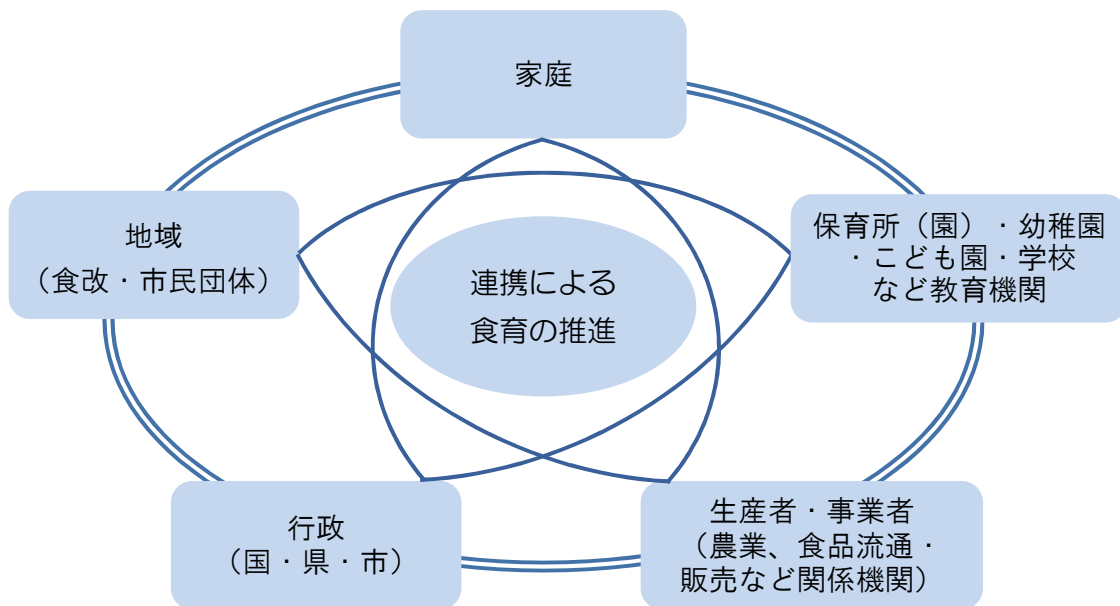 家庭
地域
（食改・市民団体）
保育所（園）・幼稚園
・こども園・学校
など教育機関
連携による
食育の推進
行政
（国・県・市）
生産者・事業者
（農業、食品流通・
販売など関係機関）